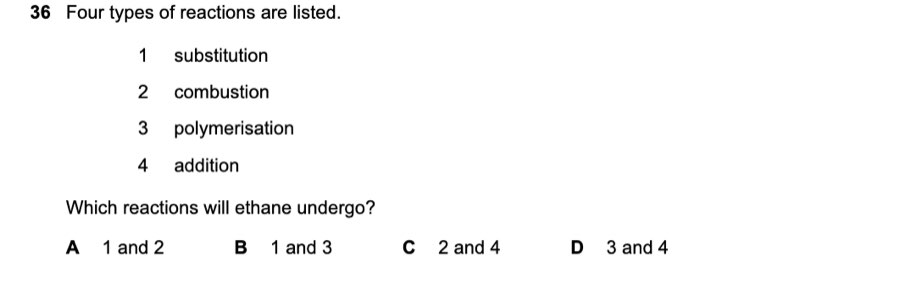 36 Four types of reactions are listed.
1 substitution
2 combustion
3 polymerisation
4 addition
Which reactions will ethane undergo?
A 1 and 2 B 1 and 3 C 2 and 4 D 3 and 4